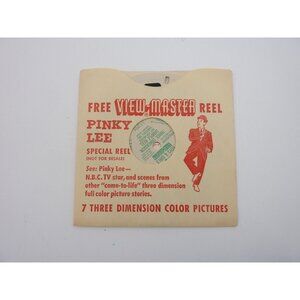 FREE VIEW-MASTER REEL
PINKY
LEE
SPECIAL REEL
(NOT FOR RESALE)
See: Pinky Lee—
N.B.C. TV star, and scenes from
other "come-to-life" three dimension
full color picture stories.
7 THREE DIMENSION COLOR PICTURES